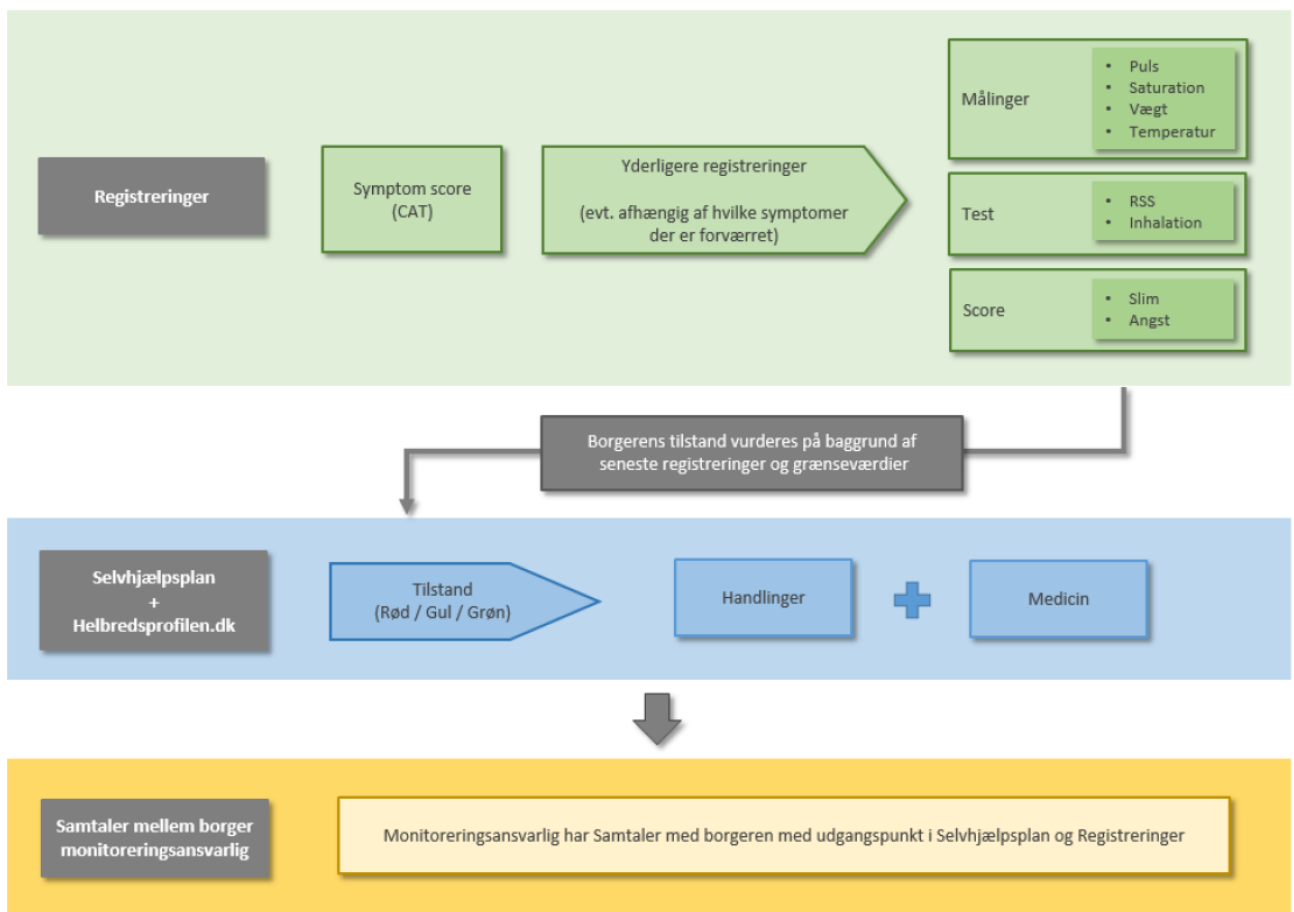 Registreringer
Symptom score
(CAT)
Yderligere registreringer
(evt. afhængig af hvilke symptomer
der er forværret)
Målinger
• Puls
• Saturation
• Vægt
• Temperatur
Test
• RSS
• Inhalation
Score
• Slim
• Angst
Borgerens tilstand vurderes på baggrund af
seneste registreringer og grænseværdier
Selvhjælpsplan
+
Helbredsprofilen.dk
Tilstand
(Rød / Gul / Grøn)
Handlinger
Medicin
Samtaler mellem borger
monitoreringsansvarlig
Monitoreringsansvarlig har Samtaler med borgeren med udgangspunkt i Selvhjælpsplan og Registreringer